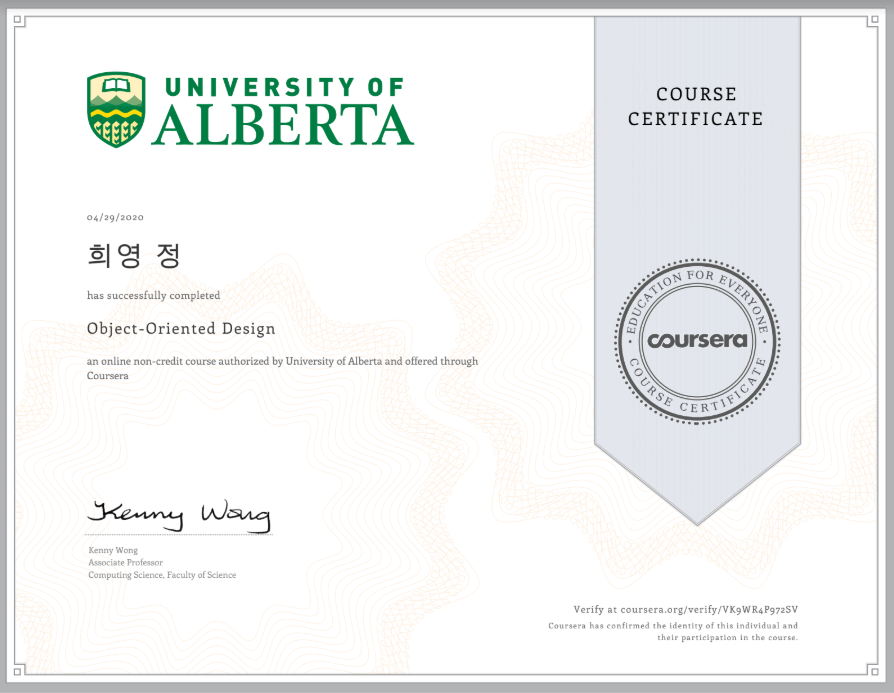 UNIVERSITY OF
ALBERTA
COURSE
CERTIFICATE
04/29/2020
희영 정
has successfully completed
Object-Oriented Design
an online non-credit course authorized by University of Alberta and offered through
Coursera
EDUCATION FOR EVERYONE
coursera
COURSE CERTIFICATE
Kenny Wong
Kenny Wong
Associate Professor
Computing Science, Faculty of Science
Verify at coursera.org/verify/VK9WR4P972SV
Coursera has confirmed the identity of this individual and
their participation in the course.